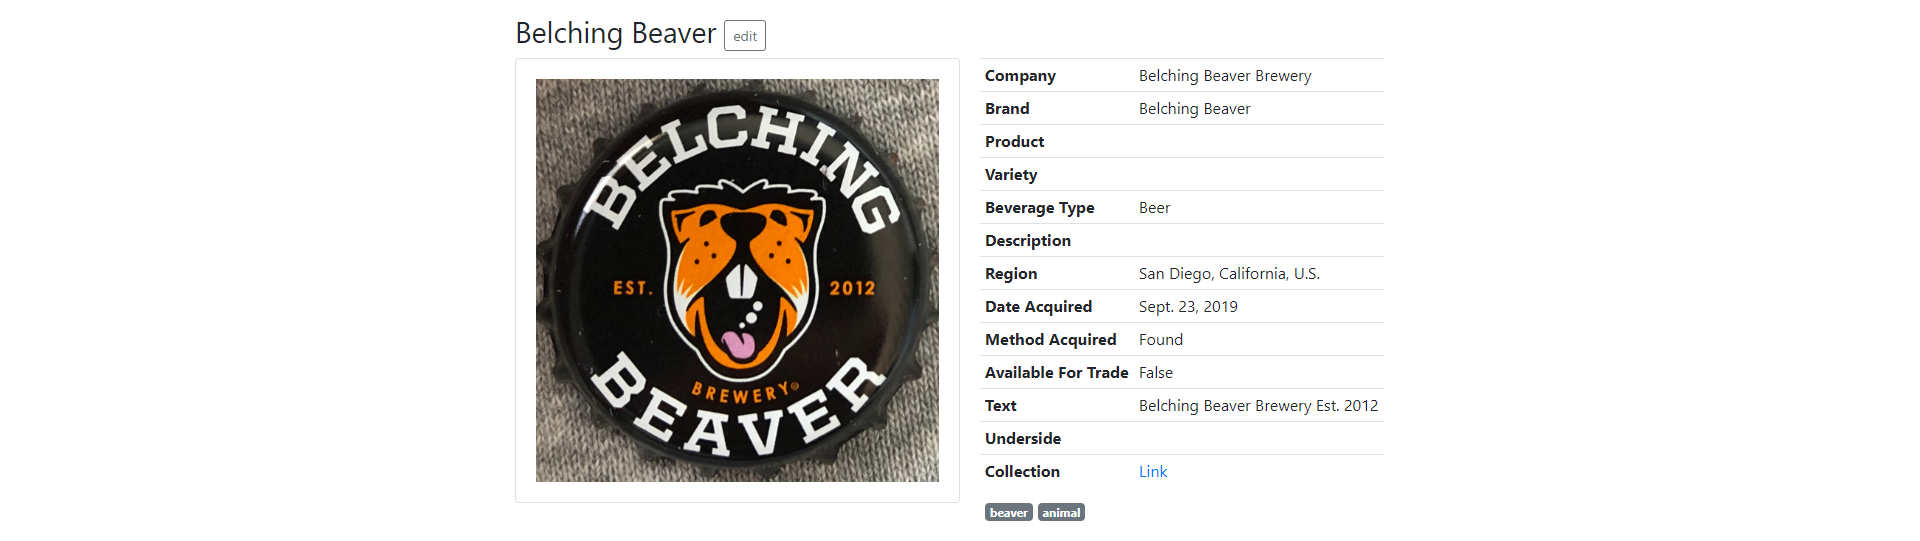 Belching Beaver edit
BELCHING
EST. 2012
BREWERY®
BEAVER
Company Belching Beaver Brewery
Brand Belching Beaver
Product
Variety
Beverage Type Beer
Description
Region San Diego, California, U.S.
Date Acquired Sept. 23, 2019
Method Acquired Found
Available For Trade False
Text Belching Beaver Brewery Est. 2012
Underside
Collection Link
beaver animal